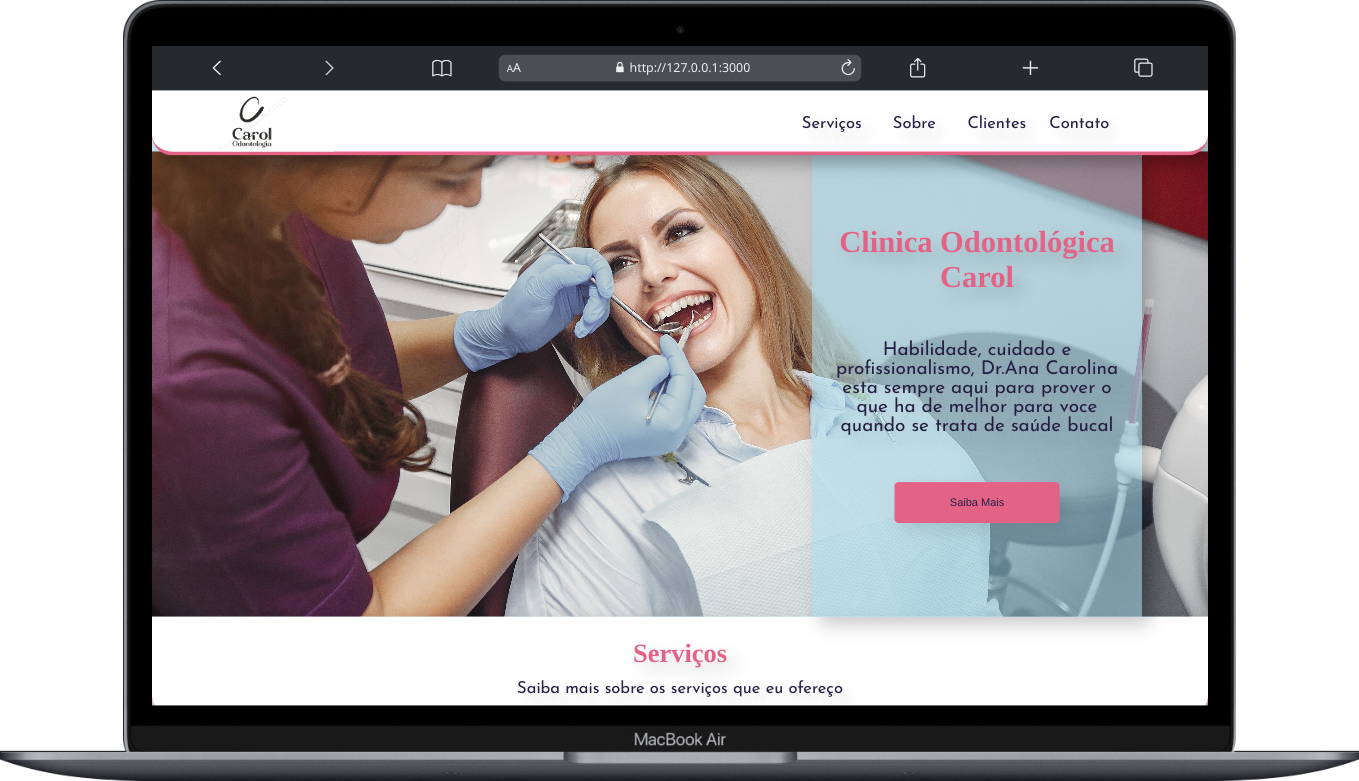 AA http://127.0.0.1:3000
Carol
Odontologia
Serviços Sobre Clientes Contato
Clinica Odontológica
Carol
Habilidade, cuidado e
profissionalismo, Dr.Ana Carolina
esta sempre aqui para prover o
que ha de melhor para voce
quando se trata de saúde bucal
Saiba Mais
Serviços
Saiba mais sobre os serviços que eu ofereço
MacBook Air